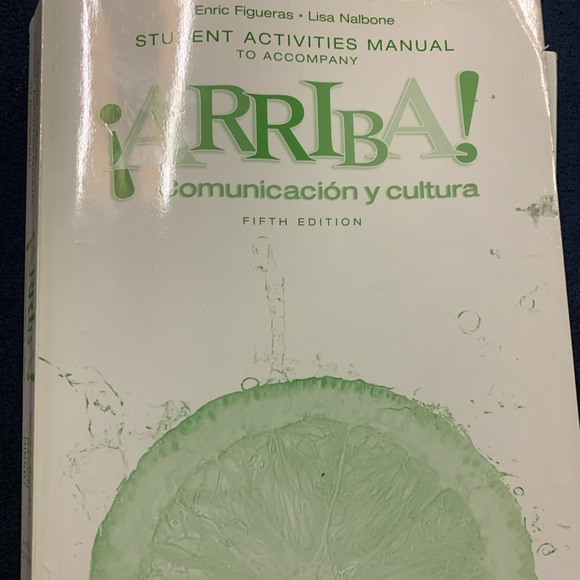 Enric Figueras • Lisa Nalbone
STUDENT ACTIVITIES MANUAL
TO ACCOMPANY
¡ARRIBA!
Comunicación y cultura
FIFTH EDITION